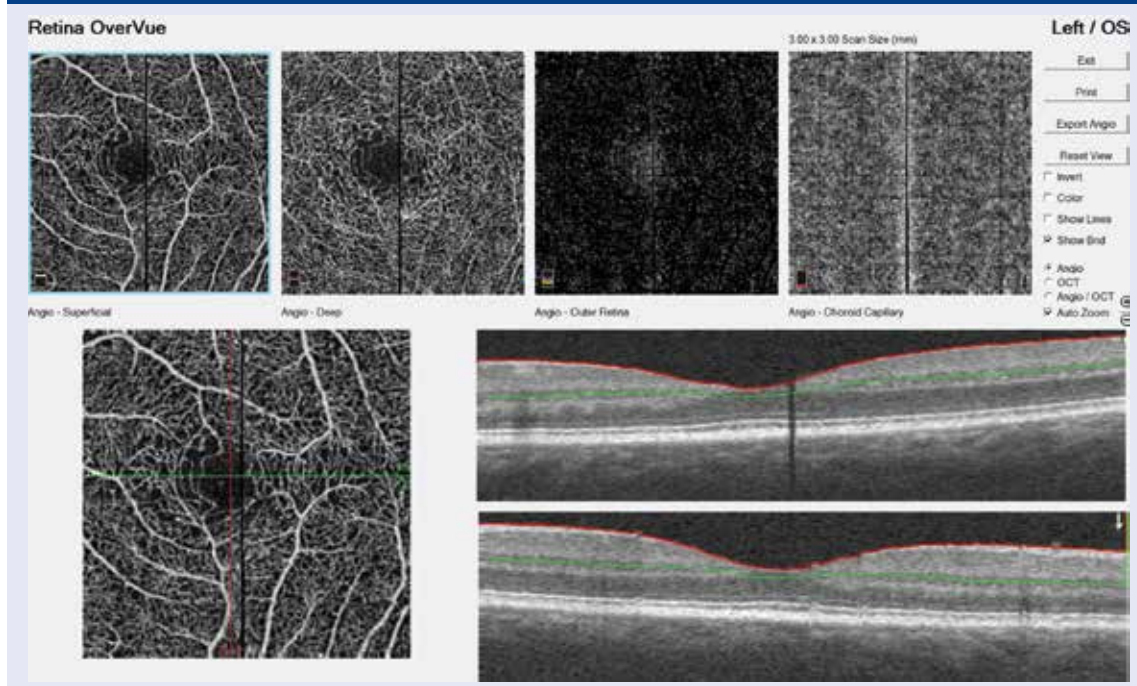 Retina OverVue
Left / OS
3.00 x 3.00 Scan Size (mm)
Exit
Print
Export Angio
Reset View
Invert
Color
Show Lines
Show Bnd
Angio
OCT
Angio / OCT
Auto Zoom
Angio - Superficial
Angio - Deep
Angio - Outer Retina
Angio - Choroid Capillary